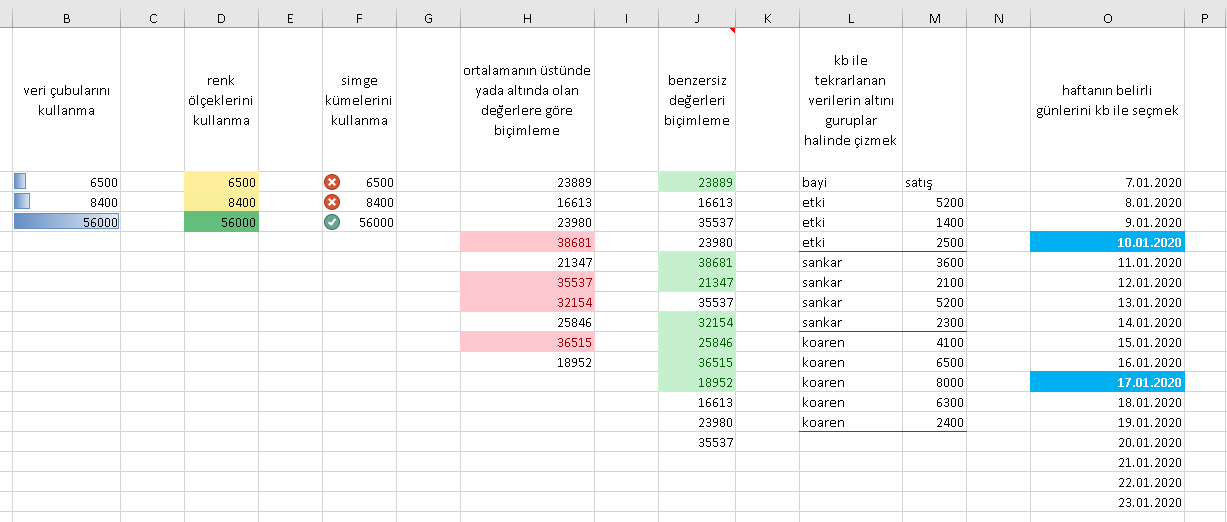 B C D E F G H I J K L M N O P
veri çubularını kullanma
renk ölçeklerini kullanma
simge kümelerini kullanma
ortalamanın üstünde yada altında olan değerlere göre biçimleme
benzersiz değerleri biçimleme
kb ile tekrarlanan verilerin altını guruplar halinde çizmek
haftanın belirli günlerini kb ile seçmek
6500 6500 6500 23889 23889 bayi satış 7.01.2020
8400 8400 8400 16613 16613 etki 5200 8.01.2020
56000 56000 56000 23980 35537 etki 1400 9.01.2020
38681 23980 etki 2500 10.01.2020
21347 38681 sankar 3600 11.01.2020
35537 21347 sankar 2100 12.01.2020
32154 35537 sankar 5200 13.01.2020
25846 32154 sankar 2300 14.01.2020
36515 25846 koaren 4100 15.01.2020
18952 36515 koaren 6500 16.01.2020
18952 koaren 8000 17.01.2020
16613 koaren 6300 18.01.2020
23980 koaren 2400 19.01.2020
35537 20.01.2020
21.01.2020
22.01.2020
23.01.2020